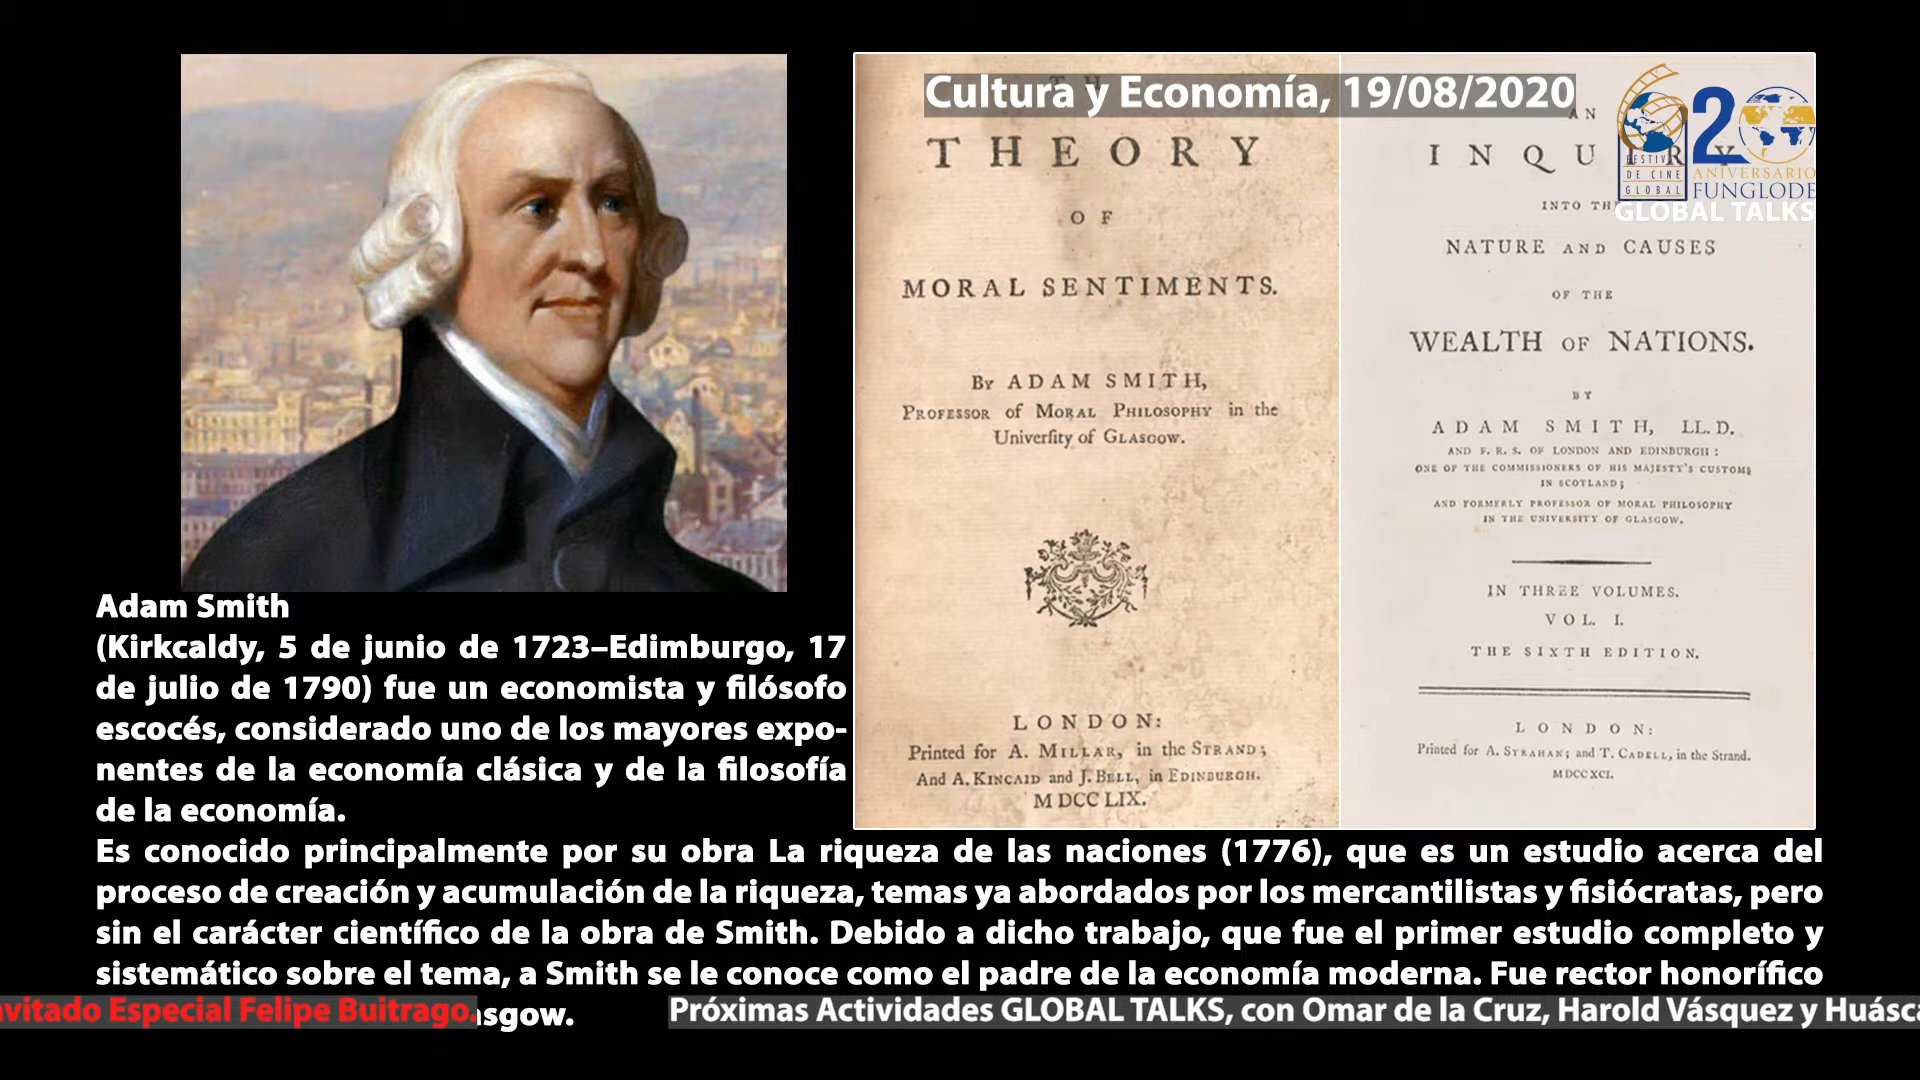 Cultura y Economía, 19/08/2020
THEORY
OF
MORAL SENTIMENTS.
By ADAM SMITH,
PROFESSOR of MORAL PHILOSOPHY in the
Univerſity of GLASGOW.
LONDON:
Printed for A. MILLAR, in the STRAND;
And A. KINCAID and J. BELL, in EDINBURGH.
M DCC LIX.
AN
INQUIRY
INTO THE
NATURE AND CAUSES
OF THE
WEALTH OF NATIONS.
BY
ADAM SMITH, LL.D.
AND F. R. S. OF LONDON AND EDINBURGH:
ONE OF THE COMMISSIONERS OF HIS MAJESTY'S CUSTOMS
IN SCOTLAND;
AND FORMERLY PROFESSOR OF MORAL PHILOSOPHY
IN THE UNIVERSITY OF GLASGOW.
IN THREE VOLUMES.
VOL. I.
THE SIXTH EDITION.
LONDON:
Printed for A. STRAHAN; and T. CADELL, in the Strand.
MDCCXCI.
DE CINE
GLOBAL
20
ANIVERSARIO
FUNGLODE
GLOBAL TALKS
Adam Smith
(Kirkcaldy, 5 de junio de 1723–Edimburgo, 17
de julio de 1790) fue un economista y filósofo
escocés, considerado uno de los mayores expo-
nentes de la economía clásica y de la filosofía
de la economía.
Es conocido principalmente por su obra La riqueza de las naciones (1776), que es un estudio acerca del
proceso de creación y acumulación de la riqueza, temas ya abordados por los mercantilistas y fisiócratas, pero
sin el carácter científico de la obra de Smith. Debido a dicho trabajo, que fue el primer estudio completo y
sistemático sobre el tema, a Smith se le conoce como el padre de la economía moderna. Fue rector honorífico
sgow.
nvitado Especial Felipe Buitrago.
Próximas Actividades GLOBAL TALKS, con Omar de la Cruz, Harold Vásquez y Huásca